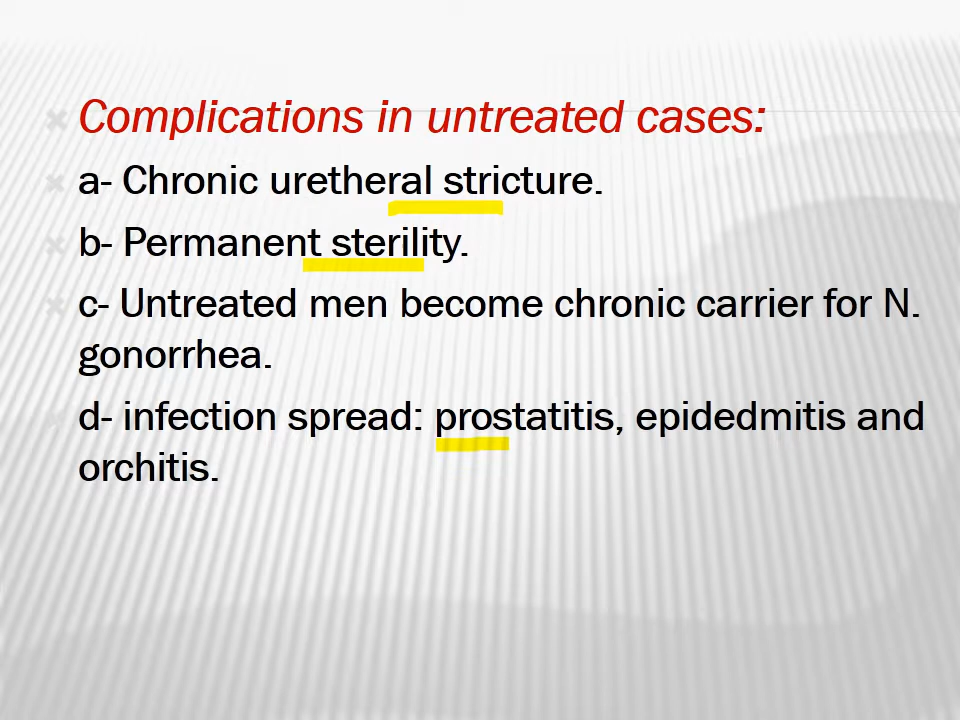 Complications in untreated cases:
a- Chronic uretheral stricture.
b- Permanent sterility.
c- Untreated men become chronic carrier for N.
gonorrhea.
d- infection spread: prostatitis, epidedmitis and
orchitis.